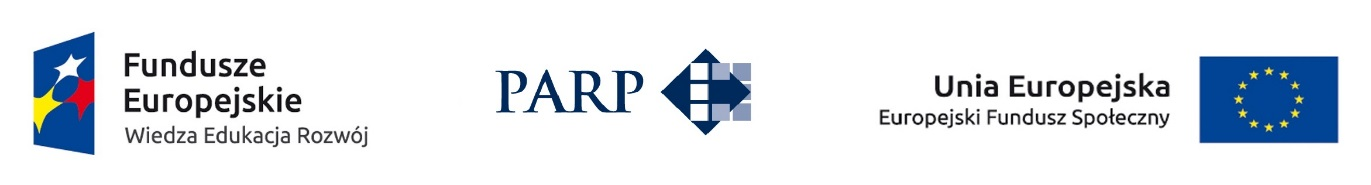 Fundusze
Europejskie
Wiedza Edukacja Rozwój
PARP
Unia Europejska
Europejski Fundusz Społeczny